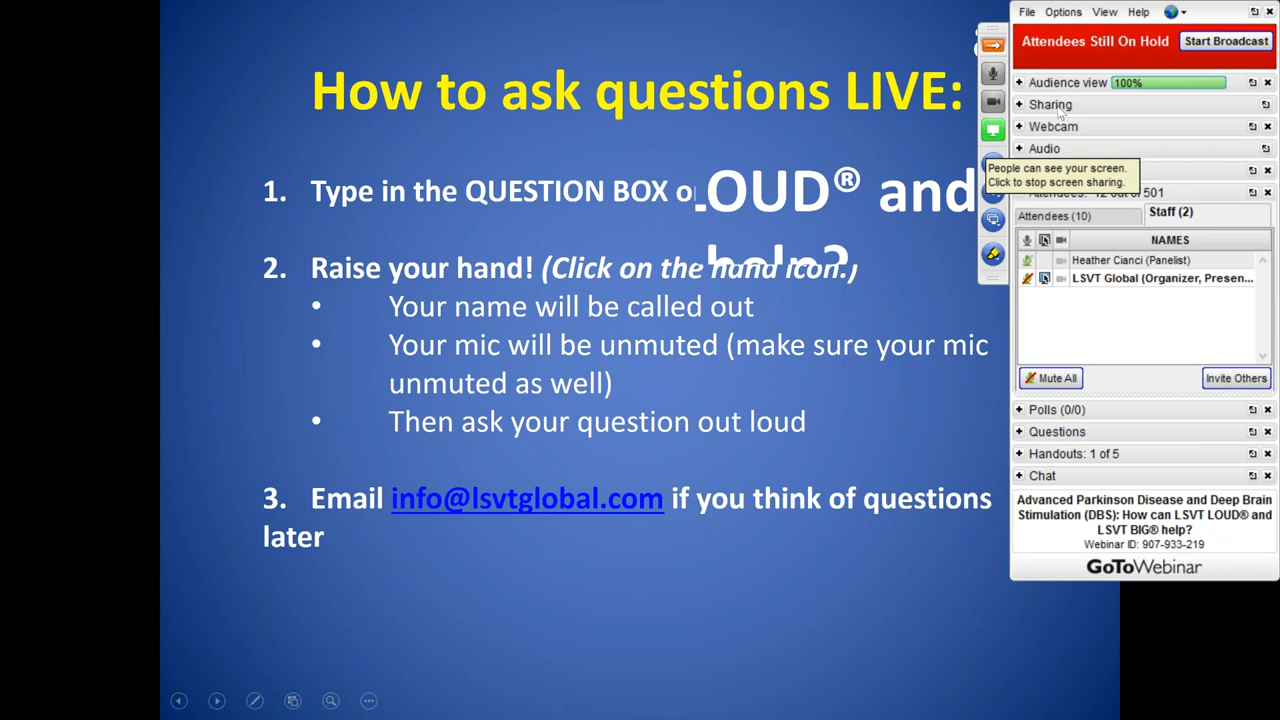 How to ask questions LIVE:
1. Type in the QUESTION BOX o
LOUD® and
2. Raise your hand! (Click on the hand icon.)
• Your name will be called out
• Your mic will be unmuted (make sure your mic
unmuted as well)
• Then ask your question out loud
3. Email info@lsvtglobal.com if you think of questions
later
File Options View Help
Attendees Still On Hold Start Broadcast
Audience view 100%
Sharing
Webcam
Audio
People can see your screen.
Click to stop screen sharing.
501
Attendees (10) Staff (2)
NAMES
Heather Cianci (Panelist)
LSVT Global (Organizer, Presen...
Mute All Invite Others
Polls (0/0)
Questions
Handouts: 1 of 5
Chat
Advanced Parkinson Disease and Deep Brain
Stimulation (DBS): How can LSVT LOUD® and
LSVT BIG® help?
Webinar ID: 907-933-219
GoToWebinar